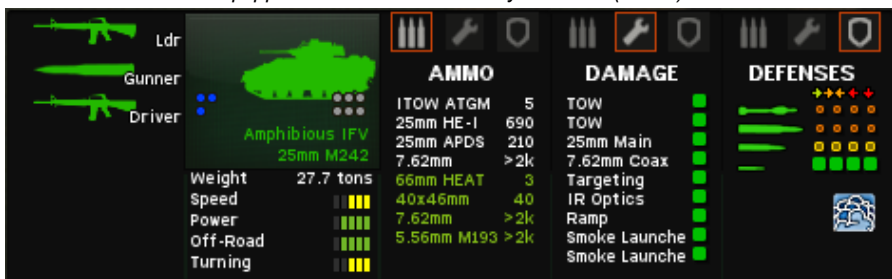 Ldr
Gunner
Driver
Amphibious IFV
25mm M242
Weight 27.7 tons
Speed
Power
Off-Road
Turning
AMMO
ITOW ATGM 5
25mm HE-I 690
25mm APDS 210
7.62mm >2k
66mm HEAT 3
40x46mm 40
7.62mm >2k
5.56mm M193 >2k
DAMAGE
TOW
TOW
25mm Main
7.62mm Coax
Targeting
IR Optics
Ramp
Smoke Launche
Smoke Launche
DEFENSES